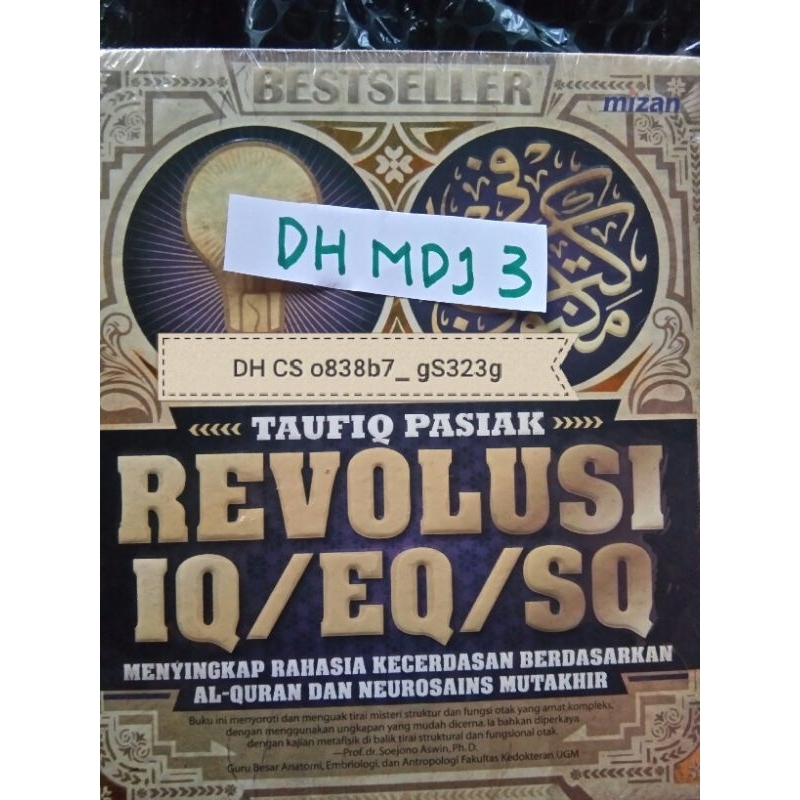 BESTSELLER
mizan
DH MDJ 3
DH CS o838b7_ gS323g
TAUFIQ PASIAK
REVOLUSI
IQ/EQ/SQ
MENYINGKAP RAHASIA KECERDASAN BERDASARKAN
AL-QURAN DAN NEUROSAINS MUTAKHIR
Buku ini menyoroti dan menguak tirai misteri struktur dan fungsi otak yang amat kompleks,
dengan menggunakan ungkapan yang mudah dicerna. Ia bahkan diperkaya
dengan kajian metafisik di balik tirai struktural dan fungsional otak.
—Prof. dr. Soejono Aswin, Ph. D.
Guru Besar Anatomi, Embriologi, dan Antropologi Fakultas Kedokteran UGM